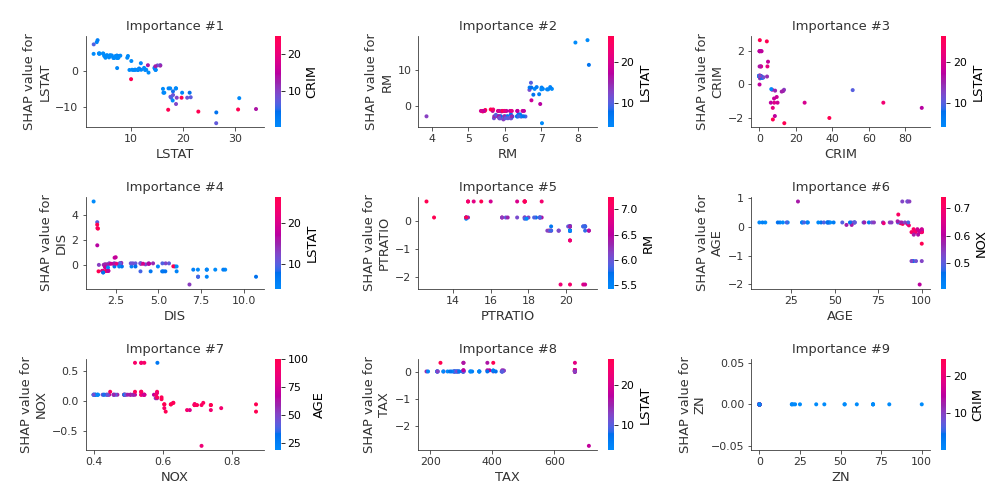 Importance #1
Importance #2
Importance #3
SHAP value for
LSTAT
0
−10
10
20
30
LSTAT
20
10
CRIM
SHAP value for
RM
10
0
4
5
6
7
8
RM
20
10
LSTAT
SHAP value for
CRIM
2
0
−2
0
20
40
60
80
CRIM
20
10
LSTAT
Importance #4
Importance #5
Importance #6
SHAP value for
DIS
4
2
0
2.5
5.0
7.5
10.0
DIS
20
10
LSTAT
SHAP value for
PTRATIO
0
−1
−2
14
16
18
20
PTRATIO
7.0
6.5
6.0
5.5
RM
SHAP value for
AGE
1
0
−1
−2
25
50
75
100
AGE
0.7
0.6
0.5
NOX
Importance #7
Importance #8
Importance #9
SHAP value for
NOX
0.5
0.0
−0.5
0.4
0.6
0.8
NOX
100
75
50
25
AGE
SHAP value for
TAX
0
−1
−2
200
400
600
TAX
20
10
LSTAT
SHAP value for
ZN
0.05
0.00
−0.05
0
25
50
75
100
ZN
20
10
CRIM